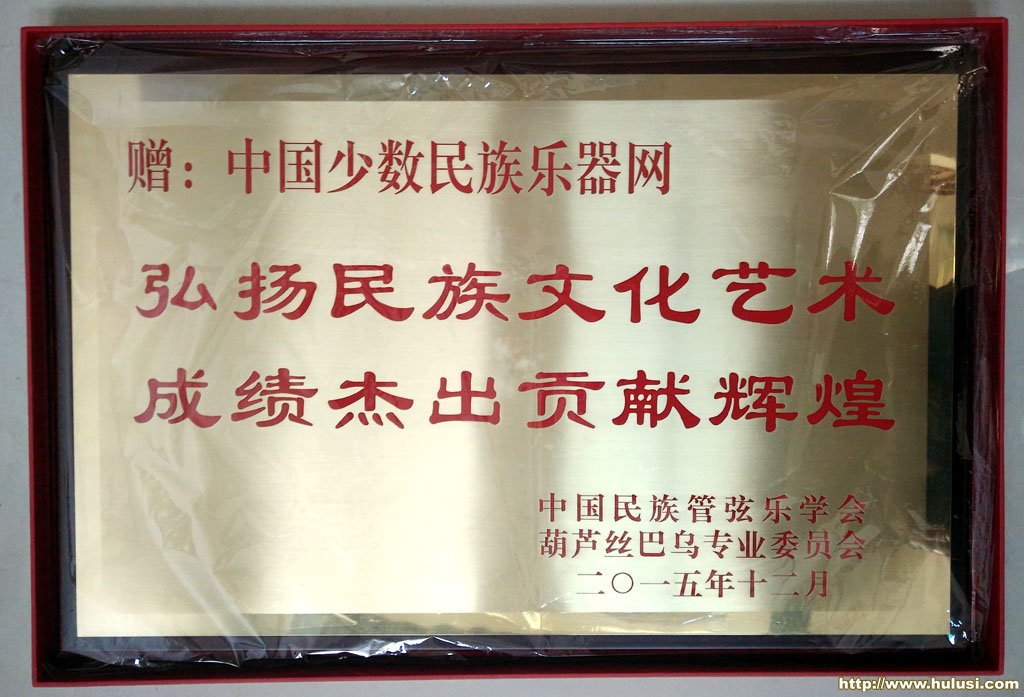 赠：中国少数民族乐器网
弘扬民族文化艺术
成绩杰出贡献辉煌
中国民族管弦乐学会
葫芦丝巴乌专业委员会
二〇一五年十二月
http://www.hulusi.com